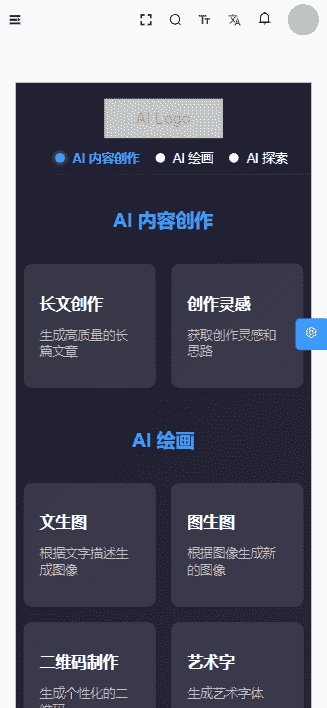 AI Logo
AI 内容创作
AI 绘画
AI 探索
AI 内容创作
长文创作
生成高质量的长
篇文章
创作灵感
获取创作灵感和
思路
AI 绘画
文生图
根据文字描述生
成图像
图生图
根据图像生成新
的图像
二维码制作
生成个性化的二
维码
艺术字
生成艺术字体